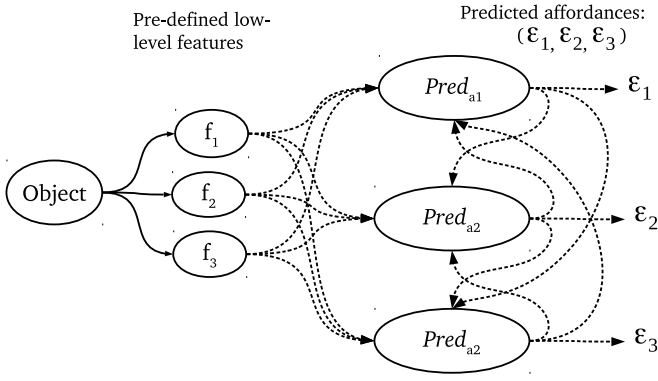 Pre-defined low-
level features
Predicted affordances:
(ε1, ε2, ε3)
Object
f1
f2
f3
Preda1
Preda2
Preda2
ε1
ε2
ε3